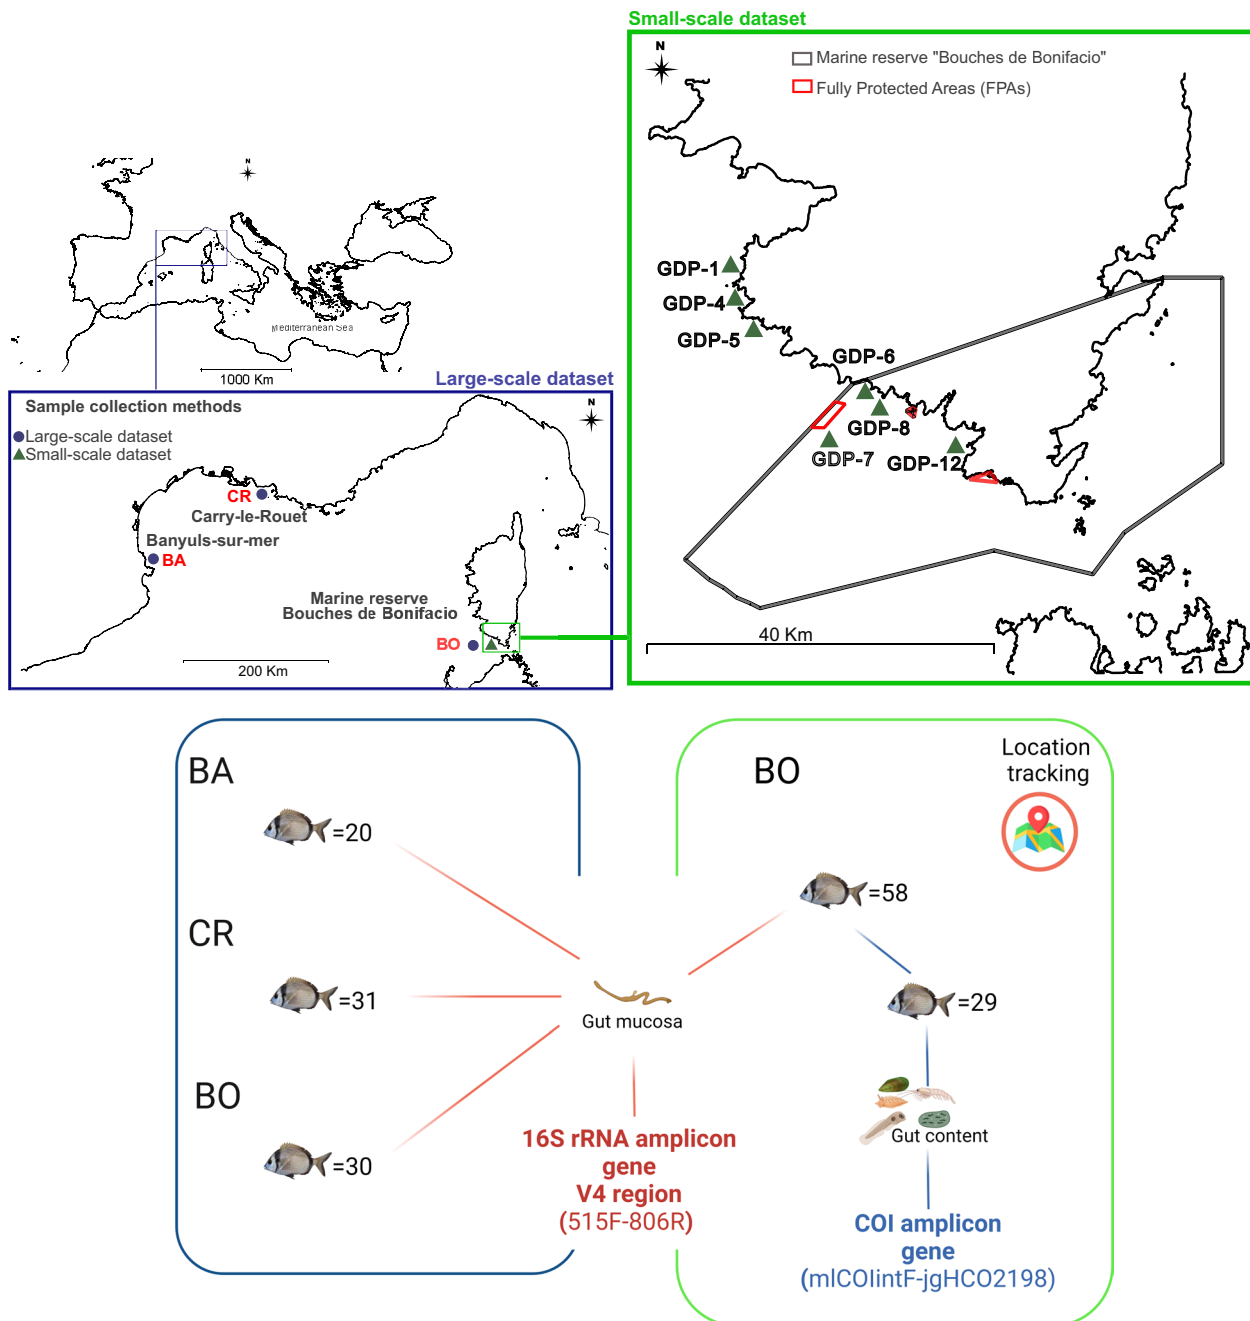 Small-scale dataset
N
Marine reserve "Bouches de Bonifacio"
Fully Protected Areas (FPAs)
GDP-1
GDP-4
GDP-5
GDP-6
GDP-8
GDP-7
GDP-12
40 Km
N
Mediterranean Sea
1000 Km
Large-scale dataset
Sample collection methods
N
Large-scale dataset
Small-scale dataset
CR
Carry-le-Rouet
Banyuls-sur-mer
BA
Marine reserve
Bouches de Bonifacio
BO
200 Km
BA
=20
CR
=31
BO
=30
Gut mucosa
16S rRNA amplicon
gene
V4 region
(515F-806R)
BO
Location
tracking
=58
=29
Gut content
COI amplicon
gene
(mlCOIintF-jgHCO2198)